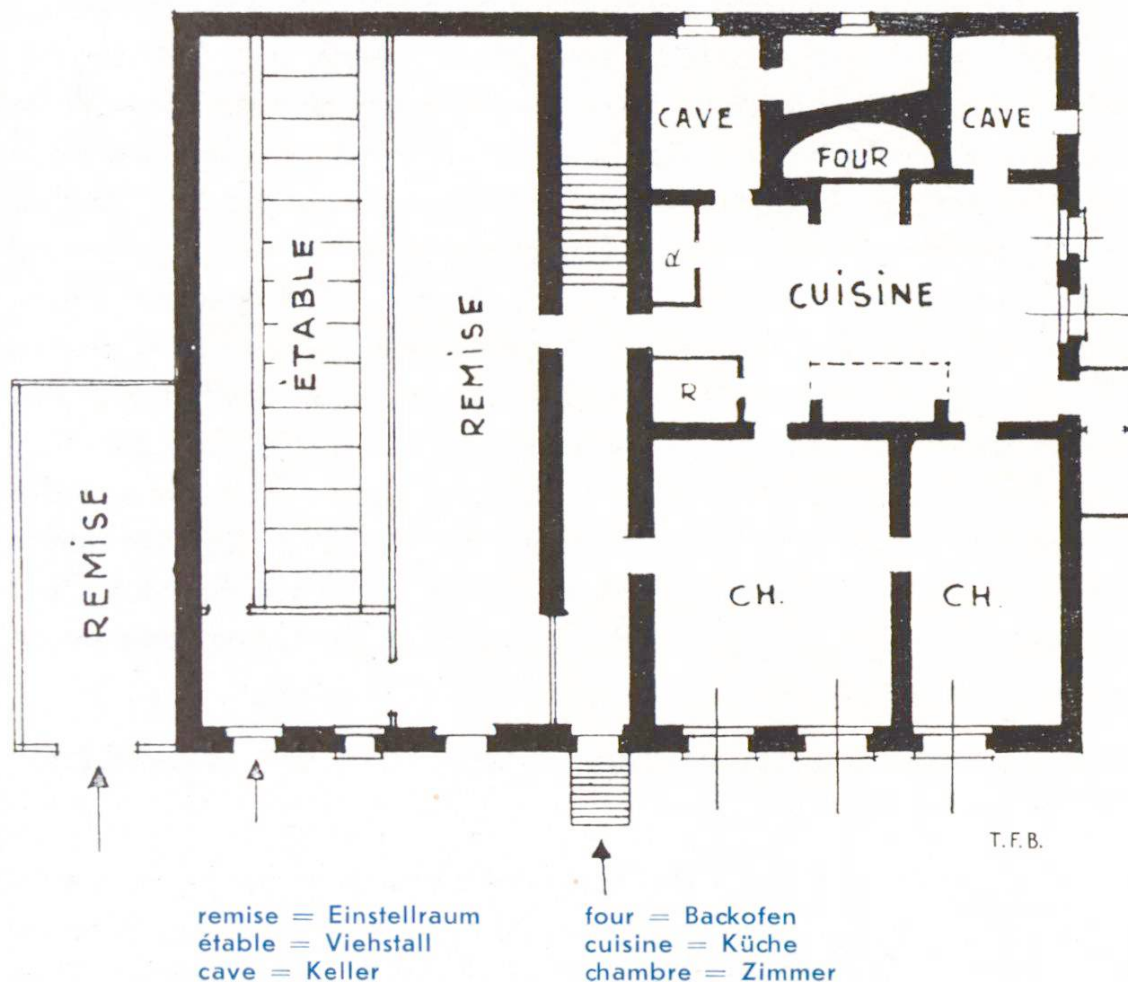 CAVE
CAVE
FOUR
ÉTABLE
REMISE
α
CUISINE
R
REMISE
CH.
CH.
T.F.B.
remise = Einstellraum
étable = Viehstall
cave = Keller
four = Backofen
cuisine = Küche
chambre = Zimmer